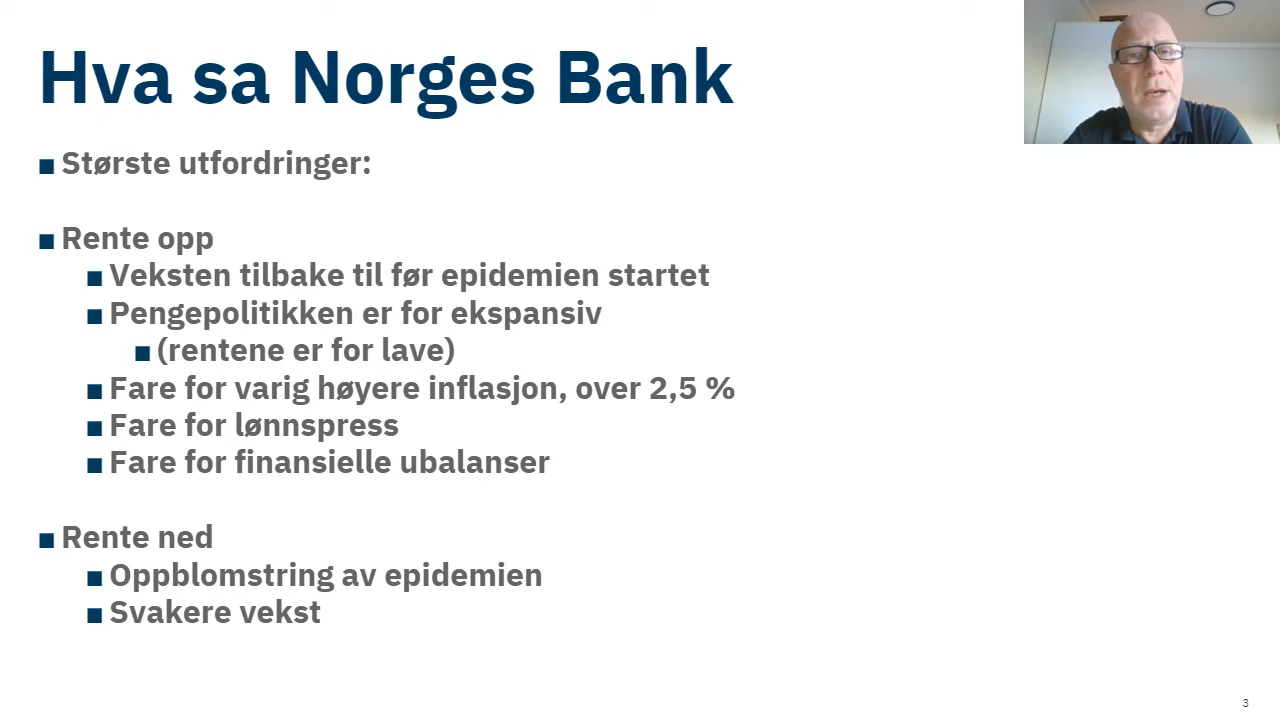 Hva sa Norges Bank
Største utfordringer:
Rente opp
Veksten tilbake til før epidemien startet
Pengepolitikken er for ekspansiv
(rentene er for lave)
Fare for varig høyere inflasjon, over 2,5 %
Fare for lønnspress
Fare for finansielle ubalanser
Rente ned
Oppblomstring av epidemien
Svakere vekst
3